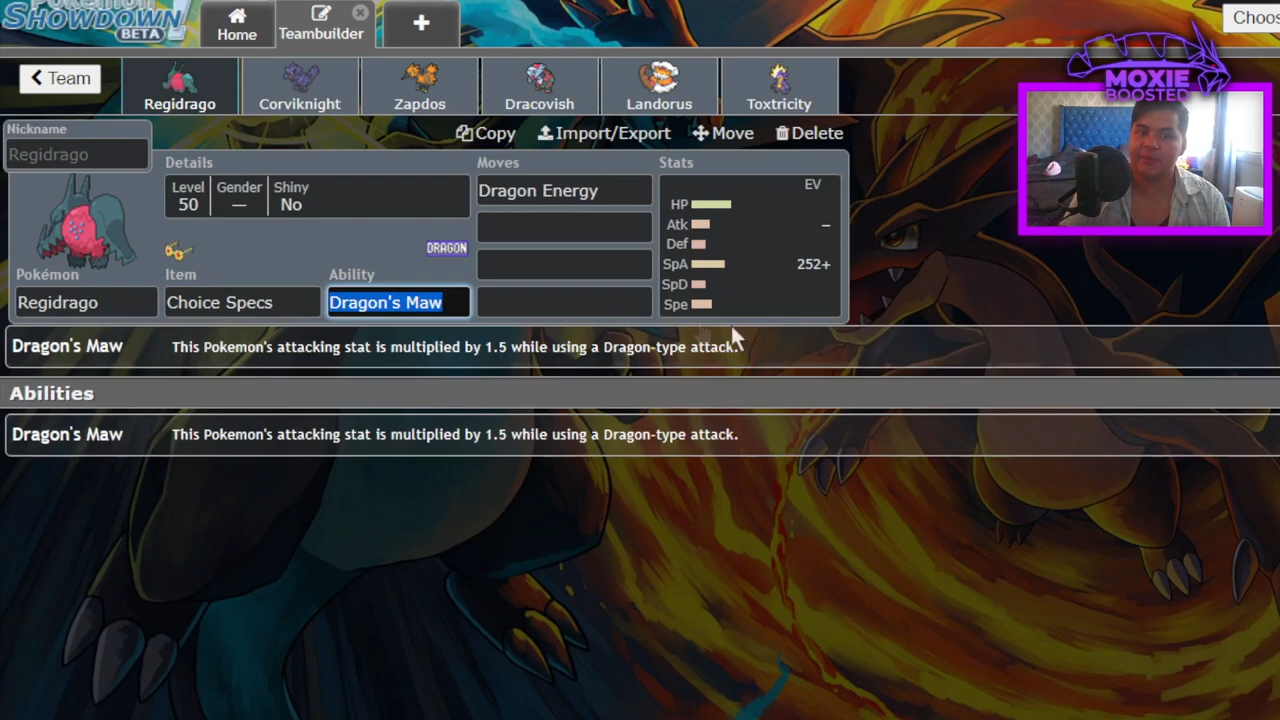 Pokémon
SHOWDOWN!
BETA
Home
Teambuilder
+
Choos
MOXIE
BOOSTED
Team
Regidrago
Corviknight
Zapdos
Dracovish
Landorus
Toxtricity
Copy
Import/Export
Move
Delete
Nickname
Regidrago
Details
Level
50
Gender
—
Shiny
No
DRAGON
Pokémon
Regidrago
Item
Choice Specs
Ability
Dragon's Maw
Moves
Dragon Energy
Stats
EV
HP
Atk –
Def
SpA 252+
SpD
Spe
Dragon's Maw This Pokemon's attacking stat is multiplied by 1.5 while using a Dragon-type attack.
Abilities
Dragon's Maw This Pokemon's attacking stat is multiplied by 1.5 while using a Dragon-type attack.